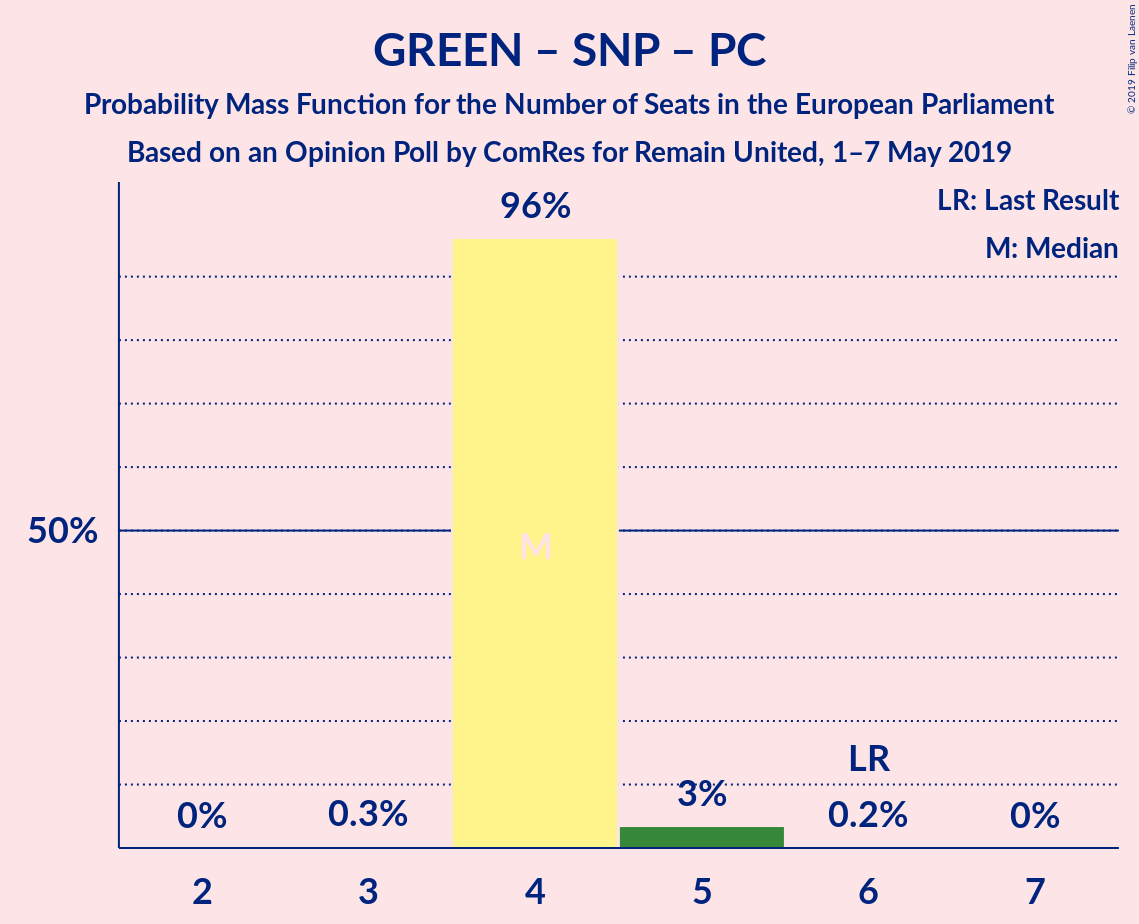 GREEN – SNP – PC
Probability Mass Function for the Number of Seats in the European Parliament
Based on an Opinion Poll by ComRes for Remain United, 1–7 May 2019
© 2019 Filip van Laenen
LR: Last Result
M: Median
96%
50%
M
LR
0%
0.3%
3%
0.2%
0%
2
3
4
5
6
7